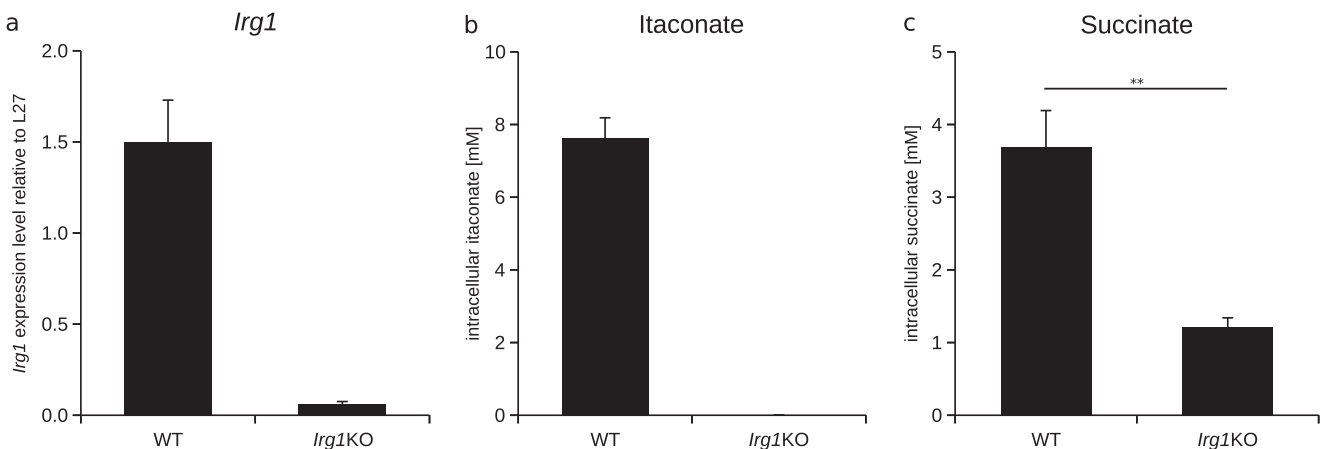 a
Irg1
Irg1 expression level relative to L27
2.0
1.5
1.0
0.5
0.0
WT
Irg1KO
b
Itaconate
intracellular itaconate [mM]
10
8
6
4
2
0
WT
Irg1KO
c
Succinate
intracellular succinate [mM]
5
4
3
2
1
0
**
WT
Irg1KO